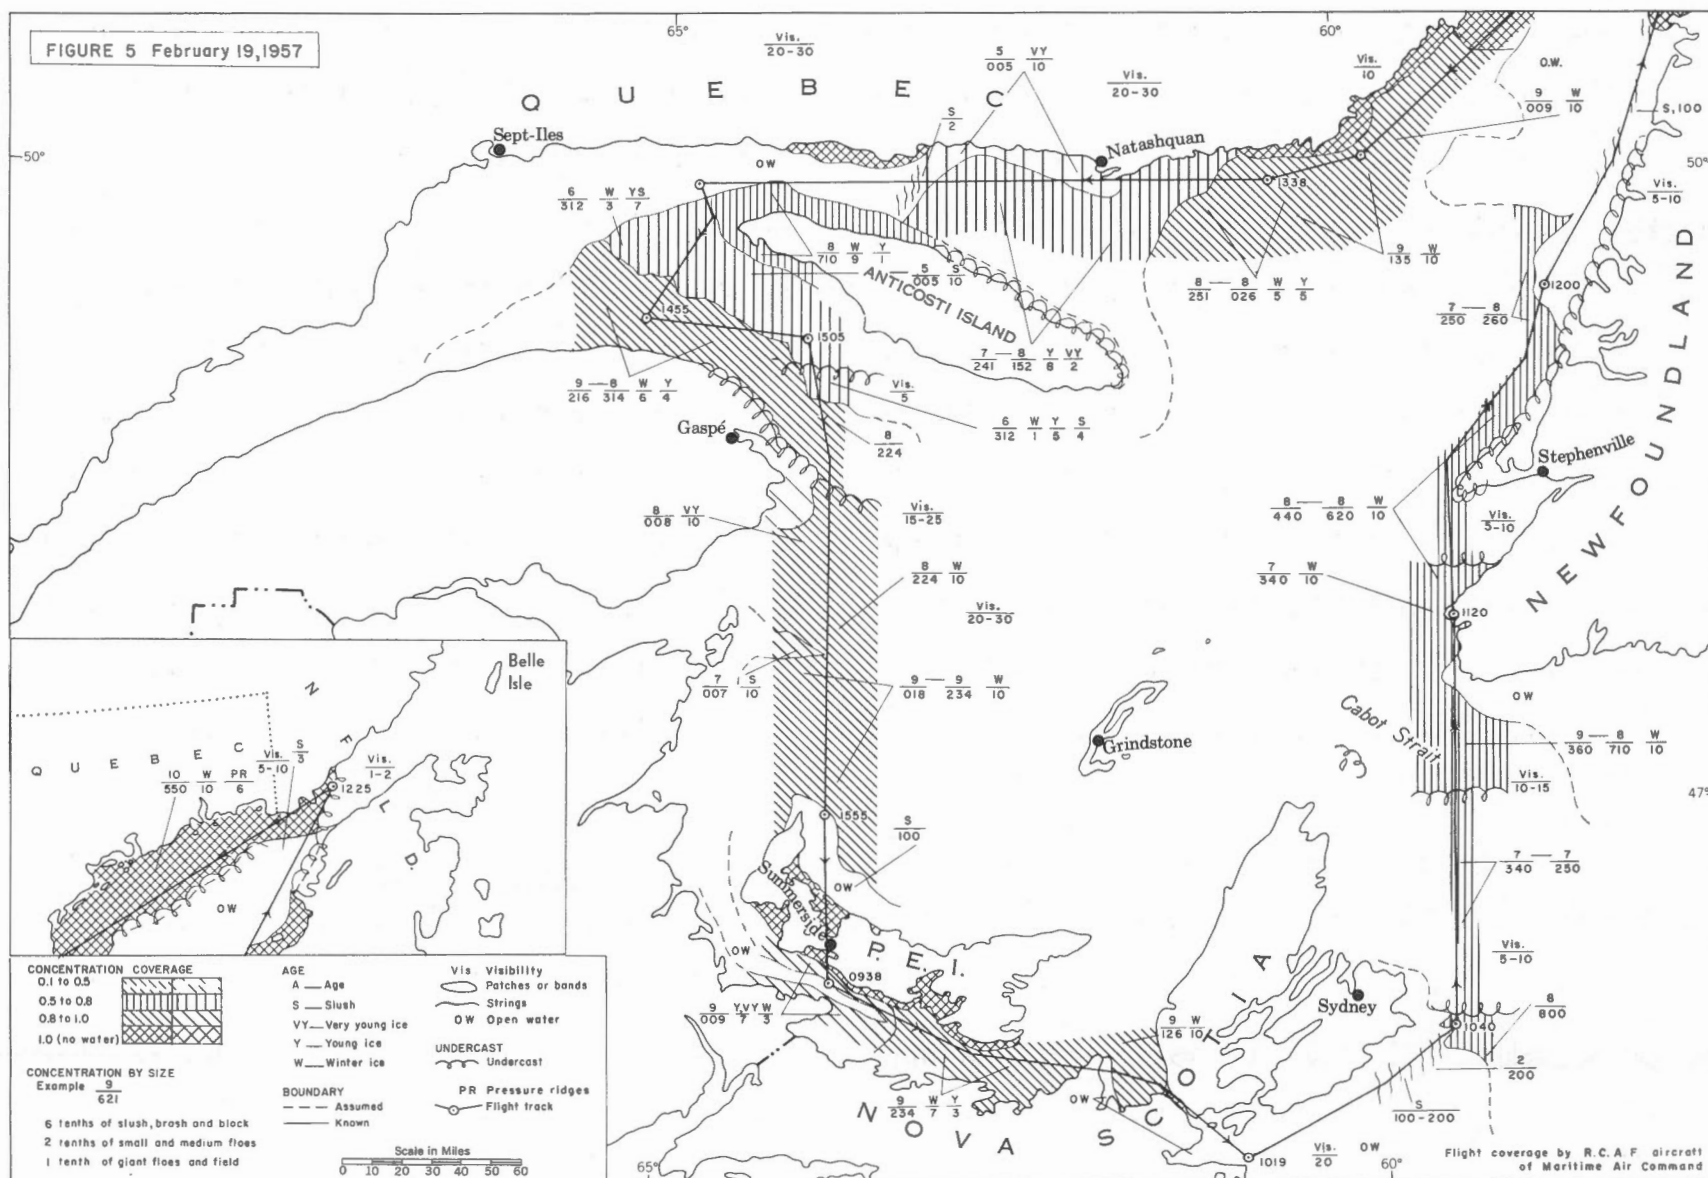 FIGURE 5 February 19,1957
65°
60°
Vis.
20-30
5 VY
005 10
Vis.
20-30
Vis.
10
O.W.
9 W
009 10
S,100
QUEBEC
Sept-Iles
S
2
Natashquan
50°
50°
OW
1338
Vis.
5-10
6 W YS
312 3 7
8 W Y
710 9 1
5 S
005 10
ANTICOSTI ISLAND
9 W
135 10
8 — 8 W Y
251 026 5 5
1200
7 — 8
250 260
1455
1505
7 — 8 Y VY
241 152 8 2
9 — 8 W Y
216 314 6 4
Vis.
5
6 W Y S
312 1 5 4
Gaspé
8
224
Stephenville
NEWFOUNDLAND
8 VY
008 10
Vis.
15-25
8 — 8 W
440 620 10
Vis.
5-10
8 W
224 10
7 W
340 10
Vis.
20-30
1120
7 S
007 10
9 — 9 W
018 234 10
OW
Cabot Strait
Grindstone
9 — 8 W
360 710 10
Vis.
10-15
47°
1555
S
100
7 — 7
340 250
OW
Summerside
P.E.I.
OW
0938
Vis.
5-10
Sydney
9 Y,VY W
009 7 3
9 W
126 10
8
800
1040
2
200
9 W Y
234 7 3
OW
S
100-200
NOVA SCOTIA
1019
Vis.
20
OW
65°
60°
Flight coverage by R.C.A.F aircraft
of Maritime Air Command
Belle
Isle
NFLD.
QUEBEC
Vis.
5-10
S
3
Vis.
1-2
10 W PR
550 10 6
1225
OW
CONCENTRATION COVERAGE
0.1 to 0.5
0.5 to 0.8
0.8 to 1.0
1.0 (no water)
CONCENTRATION BY SIZE
Example 9
621
6 tenths of slush, brash and block
2 tenths of small and medium floes
1 tenth of giant floes and field
AGE
A — Age
S — Slush
VY — Very young ice
Y — Young ice
W — Winter ice
BOUNDARY
Assumed
Known
Vis Visibility
Patches or bands
Strings
OW Open water
UNDERCAST
Undercast
PR Pressure ridges
Flight track
Scale in Miles
0 10 20 30 40 50 60